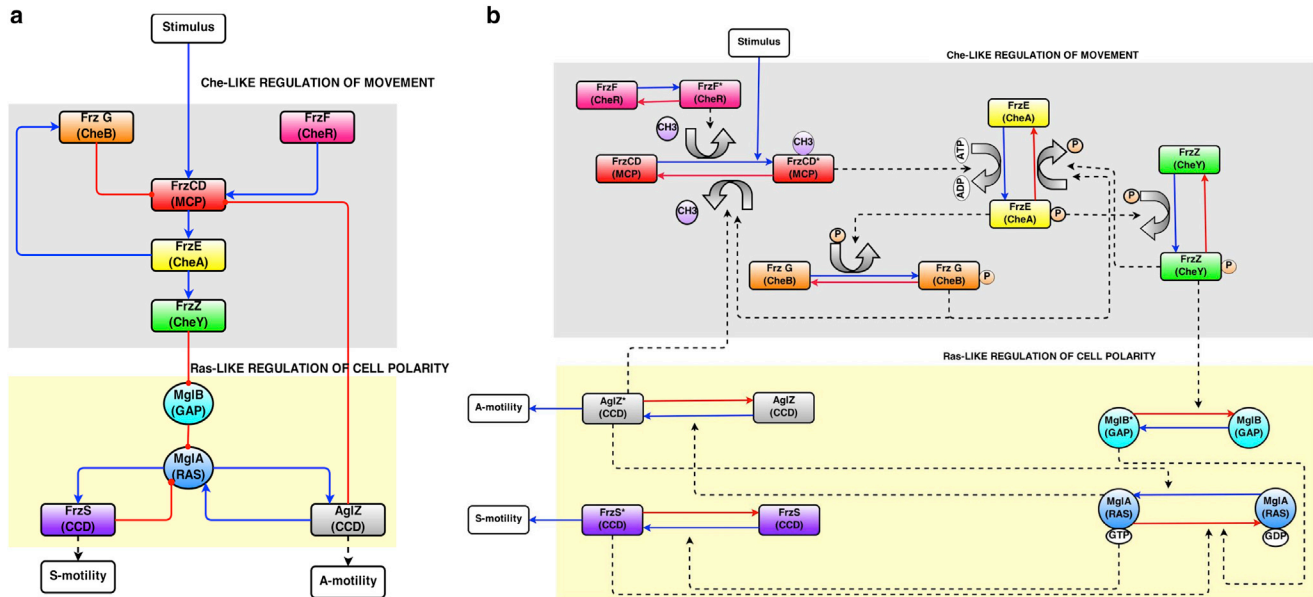 a
Stimulus
Che-LIKE REGULATION OF MOVEMENT
Frz G
(CheB)
FrzF
(CheR)
FrzCD
(MCP)
FrzE
(CheA)
FrzZ
(CheY)
Ras-LIKE REGULATION OF CELL POLARITY
MglB
(GAP)
MglA
(RAS)
FrzS
(CCD)
AglZ
(CCD)
S-motility
A-motility
b
Stimulus
Che-LIKE REGULATION OF MOVEMENT
FrzF
(CheR)
FrzF*
(CheR)
CH3
CH3
FrzCD
(MCP)
FrzCD*
(MCP)
CH3
ATP
ADP
FrzE
(CheA)
P
FrzE
(CheA)
P
FrzZ
(CheY)
P
FrzZ
(CheY)
P
P
Frz G
(CheB)
Frz G
(CheB)
P
Ras-LIKE REGULATION OF CELL POLARITY
A-motility
AglZ*
(CCD)
AglZ
(CCD)
MglB*
(GAP)
MglB
(GAP)
S-motility
FrzS*
(CCD)
FrzS
(CCD)
MglA
(RAS)
GTP
MglA
(RAS)
GDP